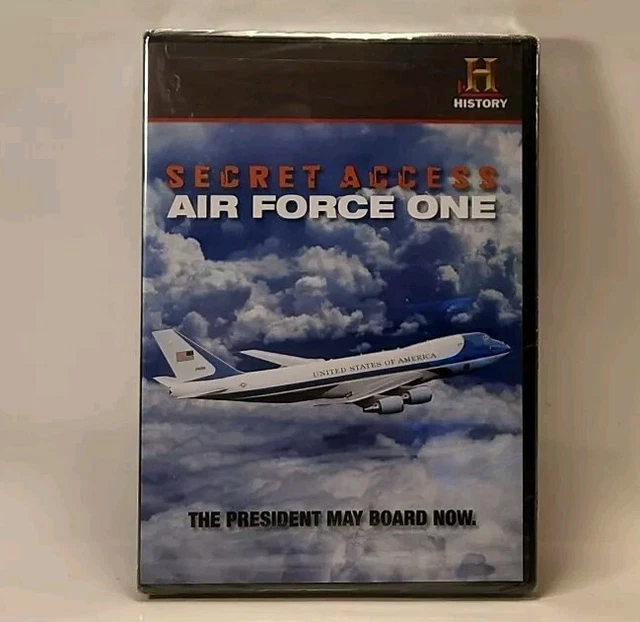 H
HISTORY
SECRET ACCESS
AIR FORCE ONE
UNITED STATES OF AMERICA
THE PRESIDENT MAY BOARD NOW.